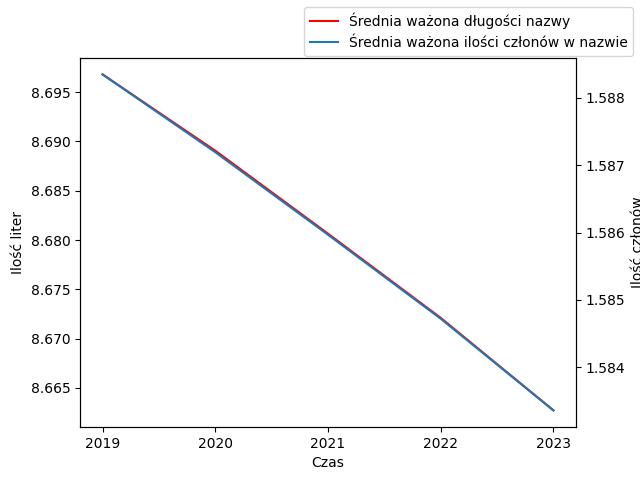 Średnia ważona długości nazwy
Średnia ważona ilości członów w nazwie
8.695
8.690
8.685
8.680
8.675
8.670
8.665
Ilość liter
1.588
1.587
1.586
1.585
1.584
Ilość członów
2019 2020 2021 2022 2023
Czas